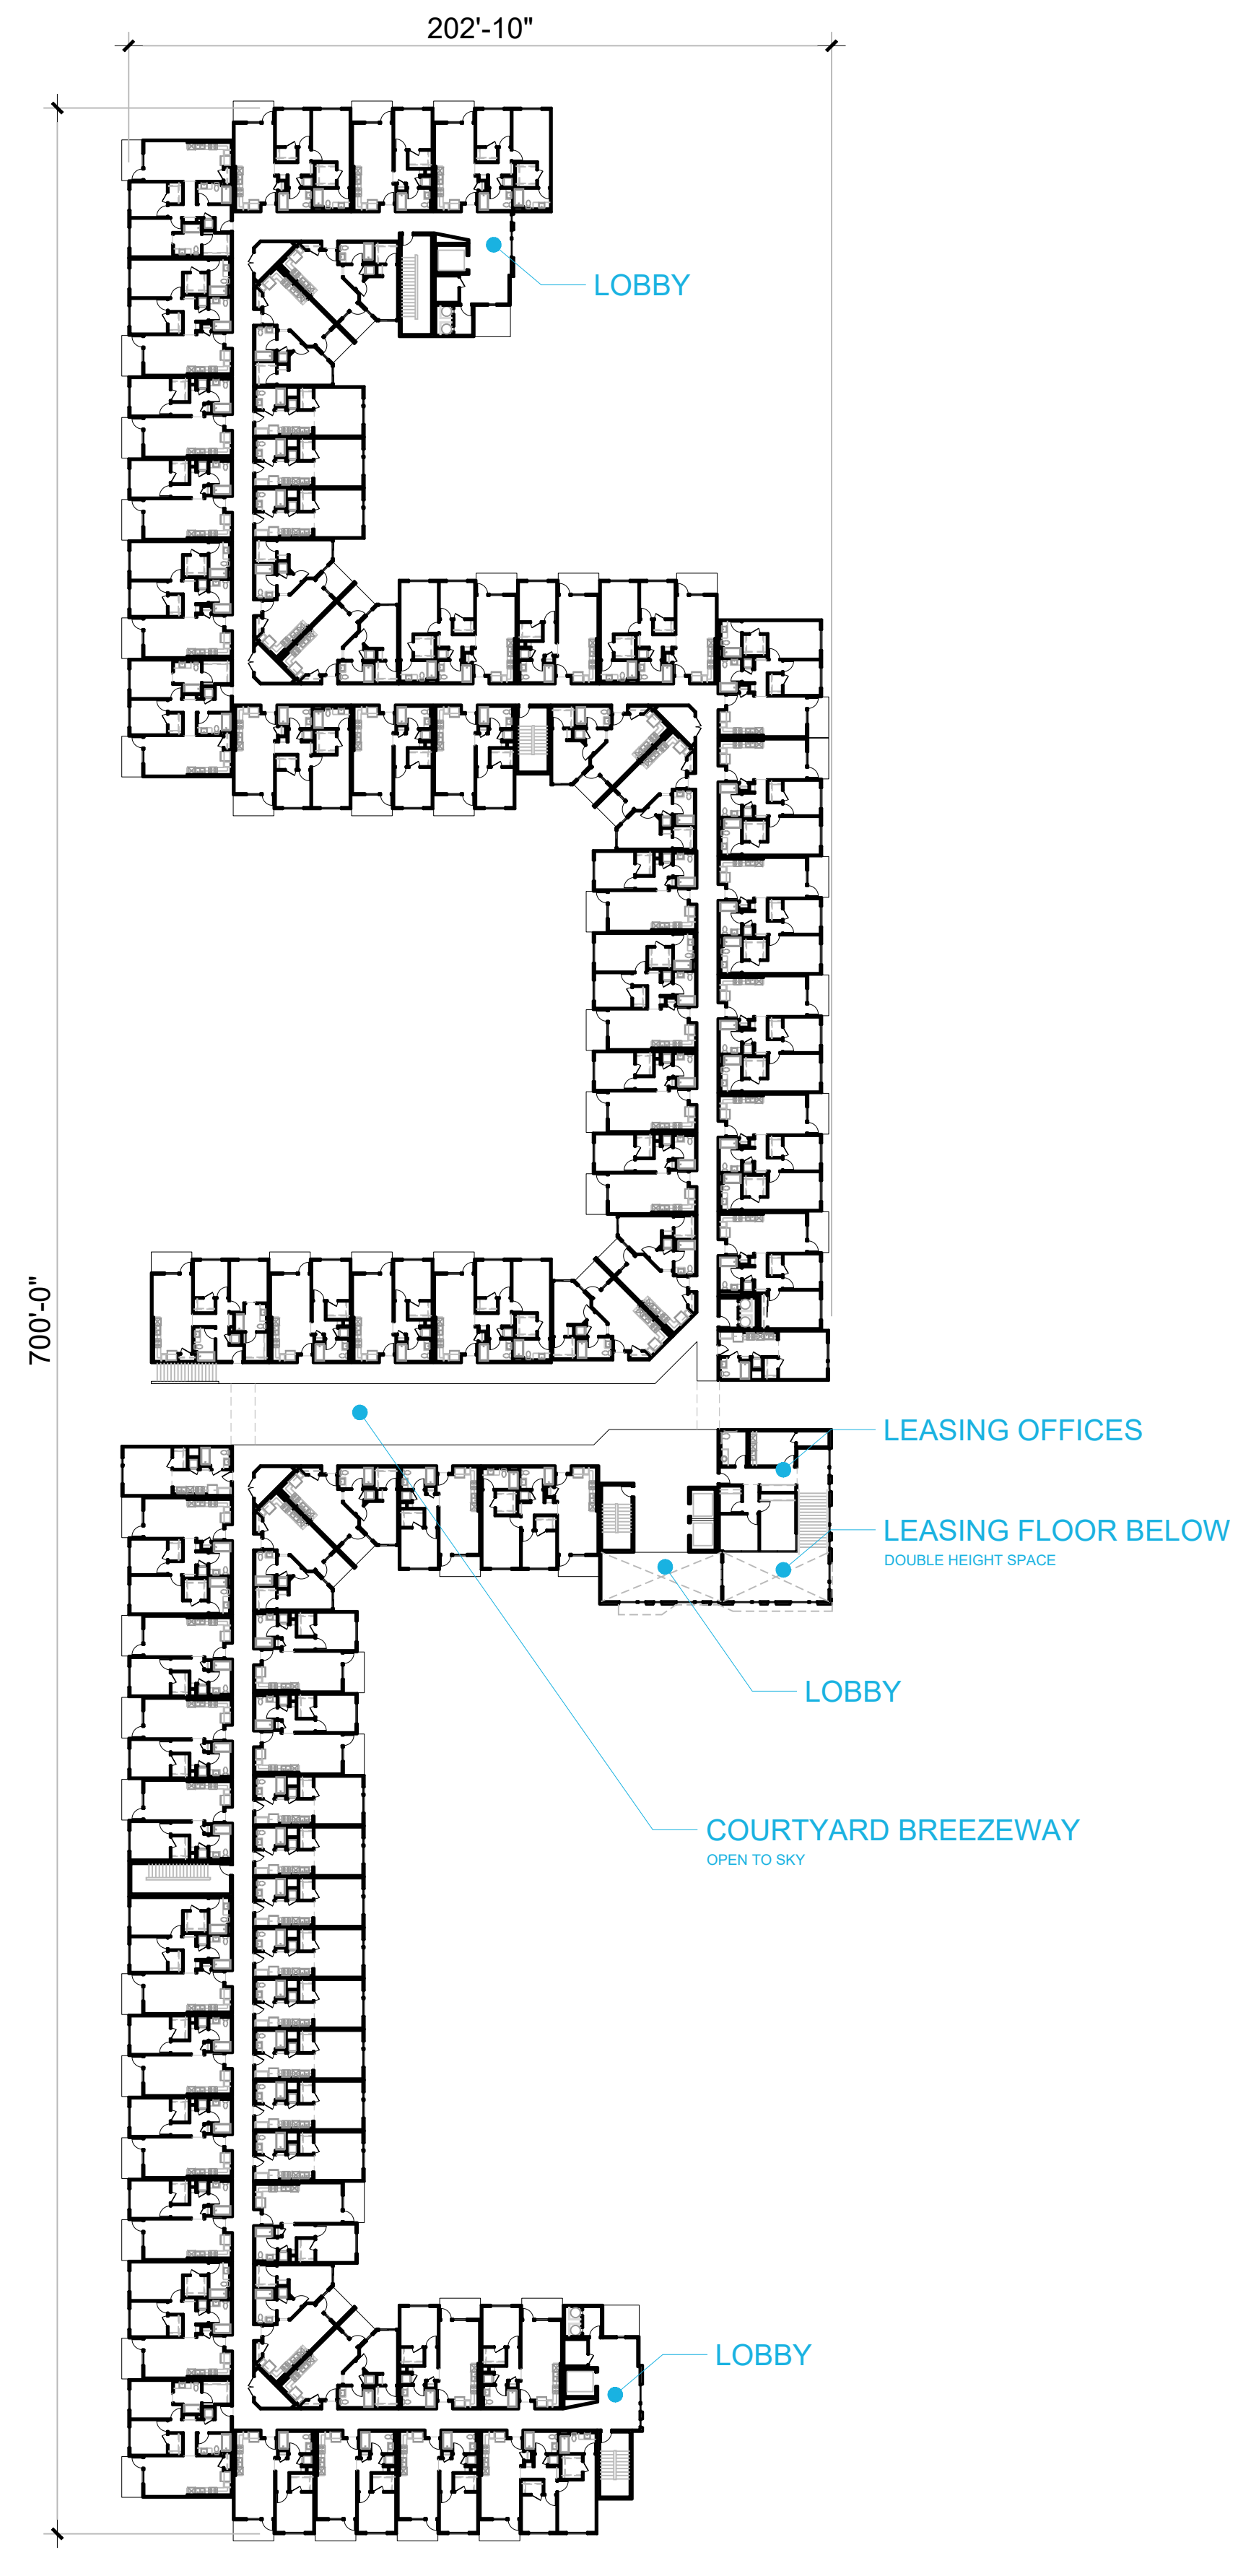 202'-10"
LOBBY
700'-0"
LEASING OFFICES
LEASING FLOOR BELOW
DOUBLE HEIGHT SPACE
LOBBY
COURTYARD BREEZEWAY
OPEN TO SKY
LOBBY